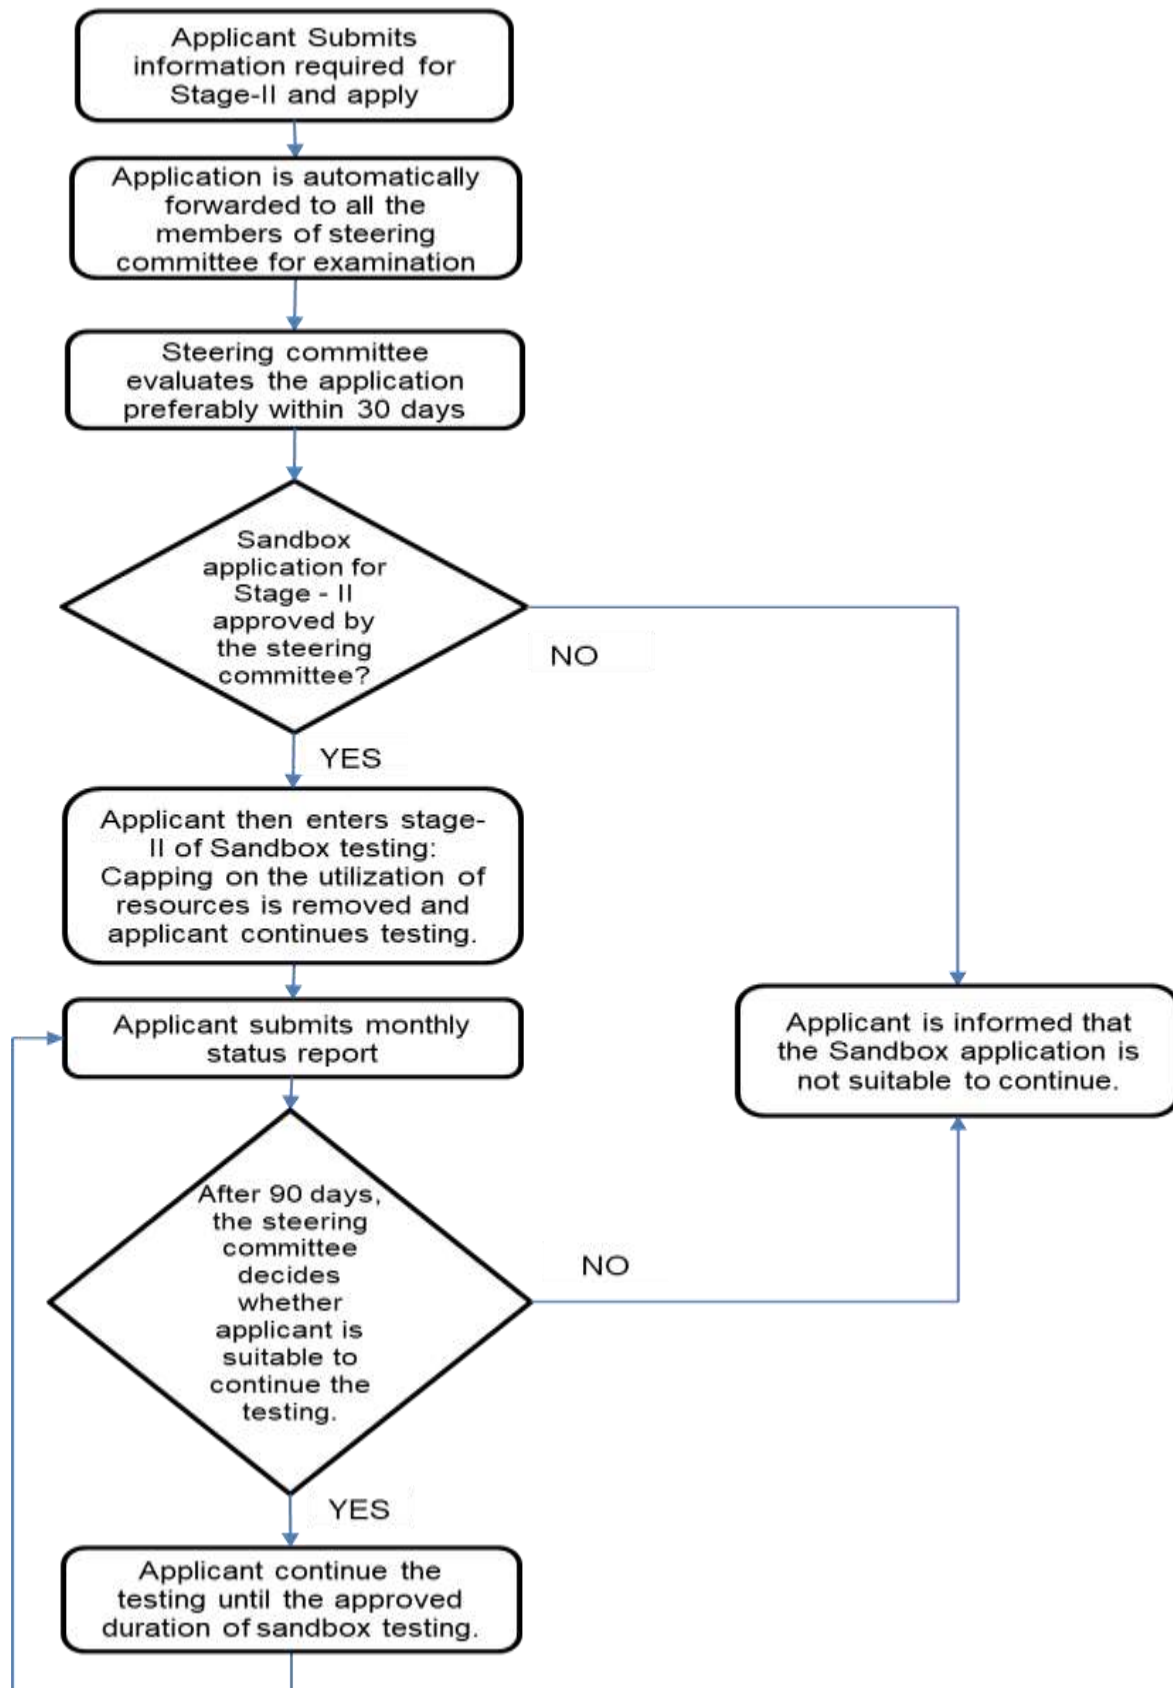 Applicant Submits
information required for
Stage-II and apply
Application is automatically
forwarded to all the
members of steering
committee for examination
Steering committee
evaluates the application
preferably within 30 days
Sandbox
application for
Stage - II
approved by
the steering
committee?
NO
YES
Applicant then enters stage-
II of Sandbox testing:
Capping on the utilization of
resources is removed and
applicant continues testing.
Applicant submits monthly
status report
Applicant is informed that
the Sandbox application is
not suitable to continue.
After 90 days,
the steering
committee
decides
whether
applicant is
suitable to
continue the
testing.
NO
YES
Applicant continue the
testing until the approved
duration of sandbox testing.